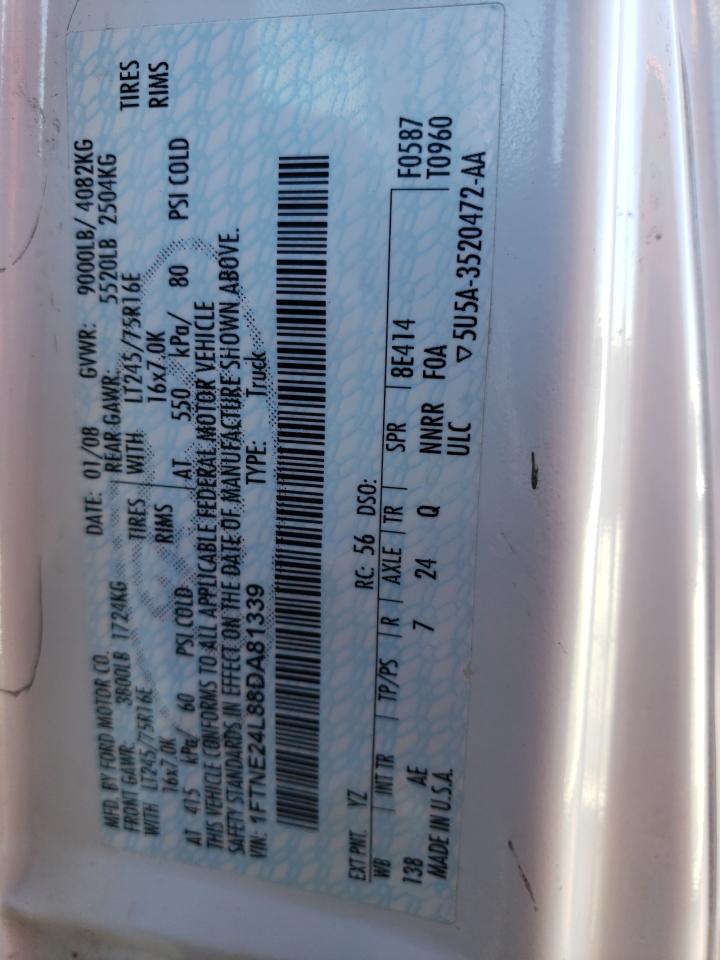 MFD. BY FORD MOTOR CO. DATE: 01/08 GVWR: 9000LB/ 4082KG
FRONT GAWR: 3800LB 1724KG REAR GAWR: 5520LB 2504KG
WITH LT245/75R16E TIRES WITH LT245/75R16E TIRES
16x7.0K RIMS 16x7.0K RIMS
AT 415 kPa/ 60 PSI COLD AT 550 kPa/ 80 PSI COLD
THIS VEHICLE CONFORMS TO ALL APPLICABLE FEDERAL MOTOR VEHICLE
SAFETY STANDARDS IN EFFECT ON THE DATE OF MANUFACTURE SHOWN ABOVE.
VIN: 1FTNE24L88DA81339 TYPE: Truck
EXT PNT: YZ RC: 56 DSO:
WB INT TR TP/PS R AXLE TR SPR 8E414 F0587
138 AE 7 24 Q NNRR F0A T0960
MADE IN U.S.A. ULC ▽5U5A-3520472-AA